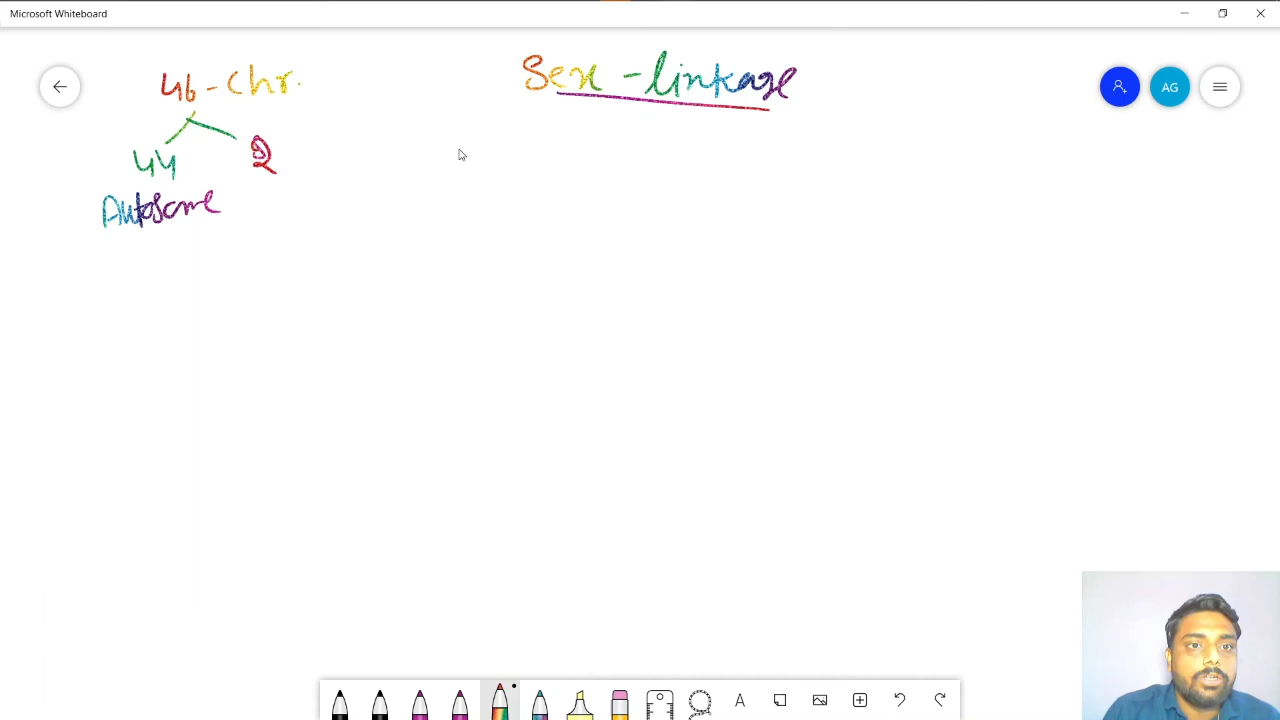 Microsoft Whiteboard
Sex - linkage
46 - Chr.
44 2
Autosome
AG
A